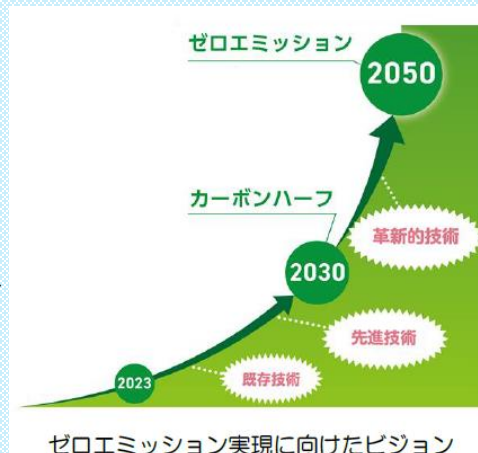 ゼロエミッション
2050
カーボンハーフ
革新的技術
2030
先進技術
既存技術
2023
ゼロエミッション実現に向けたビジョン